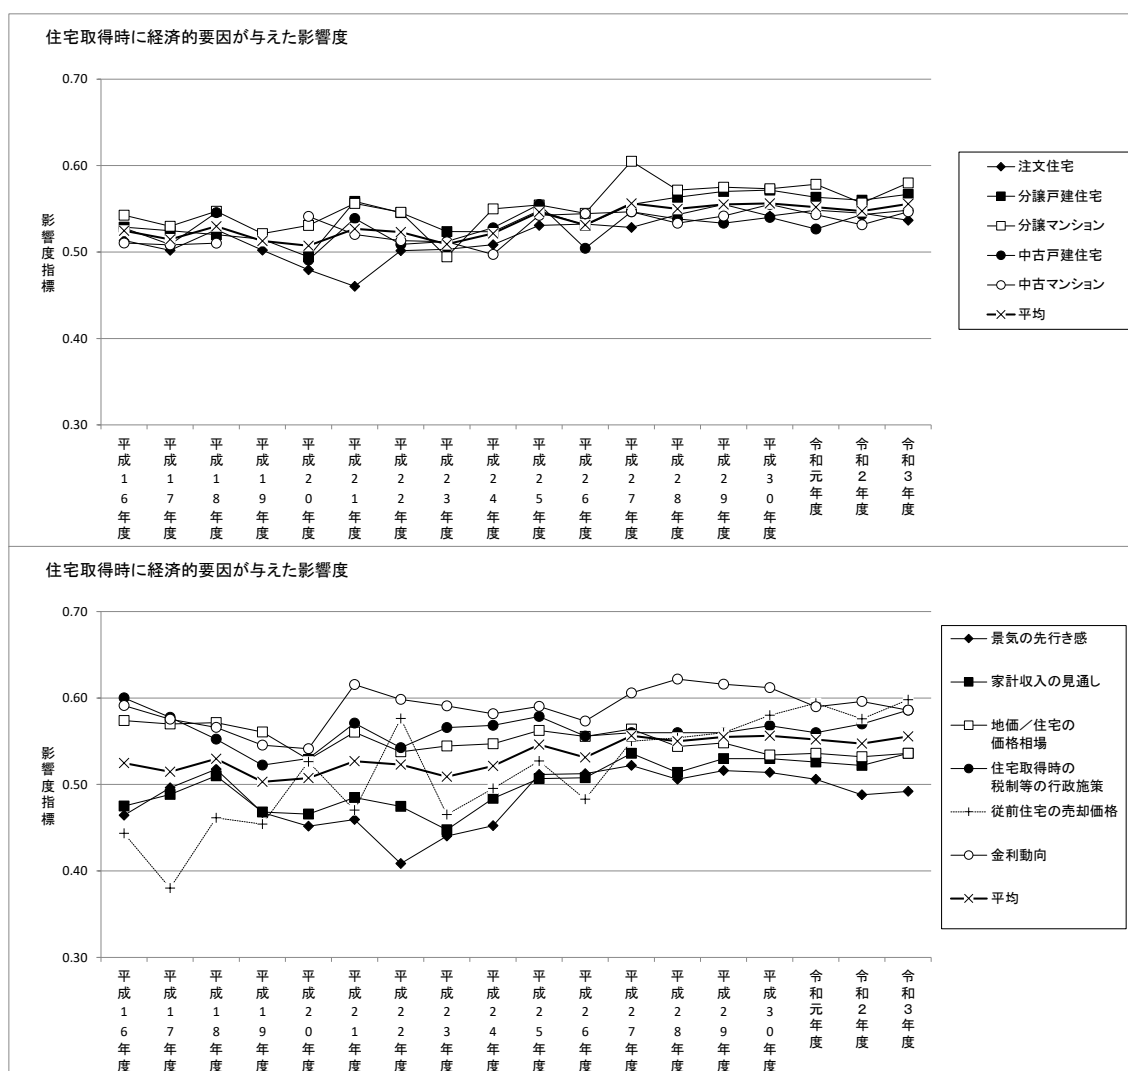 住宅取得時に経済的要因が与えた影響度
0.70
0.60
0.50
0.40
0.30
影響度指標
平成16年度
平成17年度
平成18年度
平成19年度
平成20年度
平成21年度
平成22年度
平成23年度
平成24年度
平成25年度
平成26年度
平成27年度
平成28年度
平成29年度
平成30年度
令和元年度
令和2年度
令和3年度
注文住宅
分譲戸建住宅
分譲マンション
中古戸建住宅
中古マンション
平均
住宅取得時に経済的要因が与えた影響度
0.70
0.60
0.50
0.40
0.30
影響度指標
平成16年度
平成17年度
平成18年度
平成19年度
平成20年度
平成21年度
平成22年度
平成23年度
平成24年度
平成25年度
平成26年度
平成27年度
平成28年度
平成29年度
平成30年度
令和元年度
令和2年度
令和3年度
景気の先行き感
家計収入の見通し
地価／住宅の
価格相場
住宅取得時の
税制等の行政施策
従前住宅の売却価格
金利動向
平均